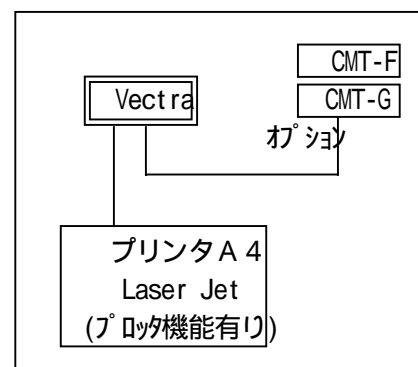 CMT-F
Vectra
CMT-G
ｵﾌﾟｼｮﾝ
プリンタA4
Laser Jet
(ﾌﾟﾛｯﾀ機能有り)